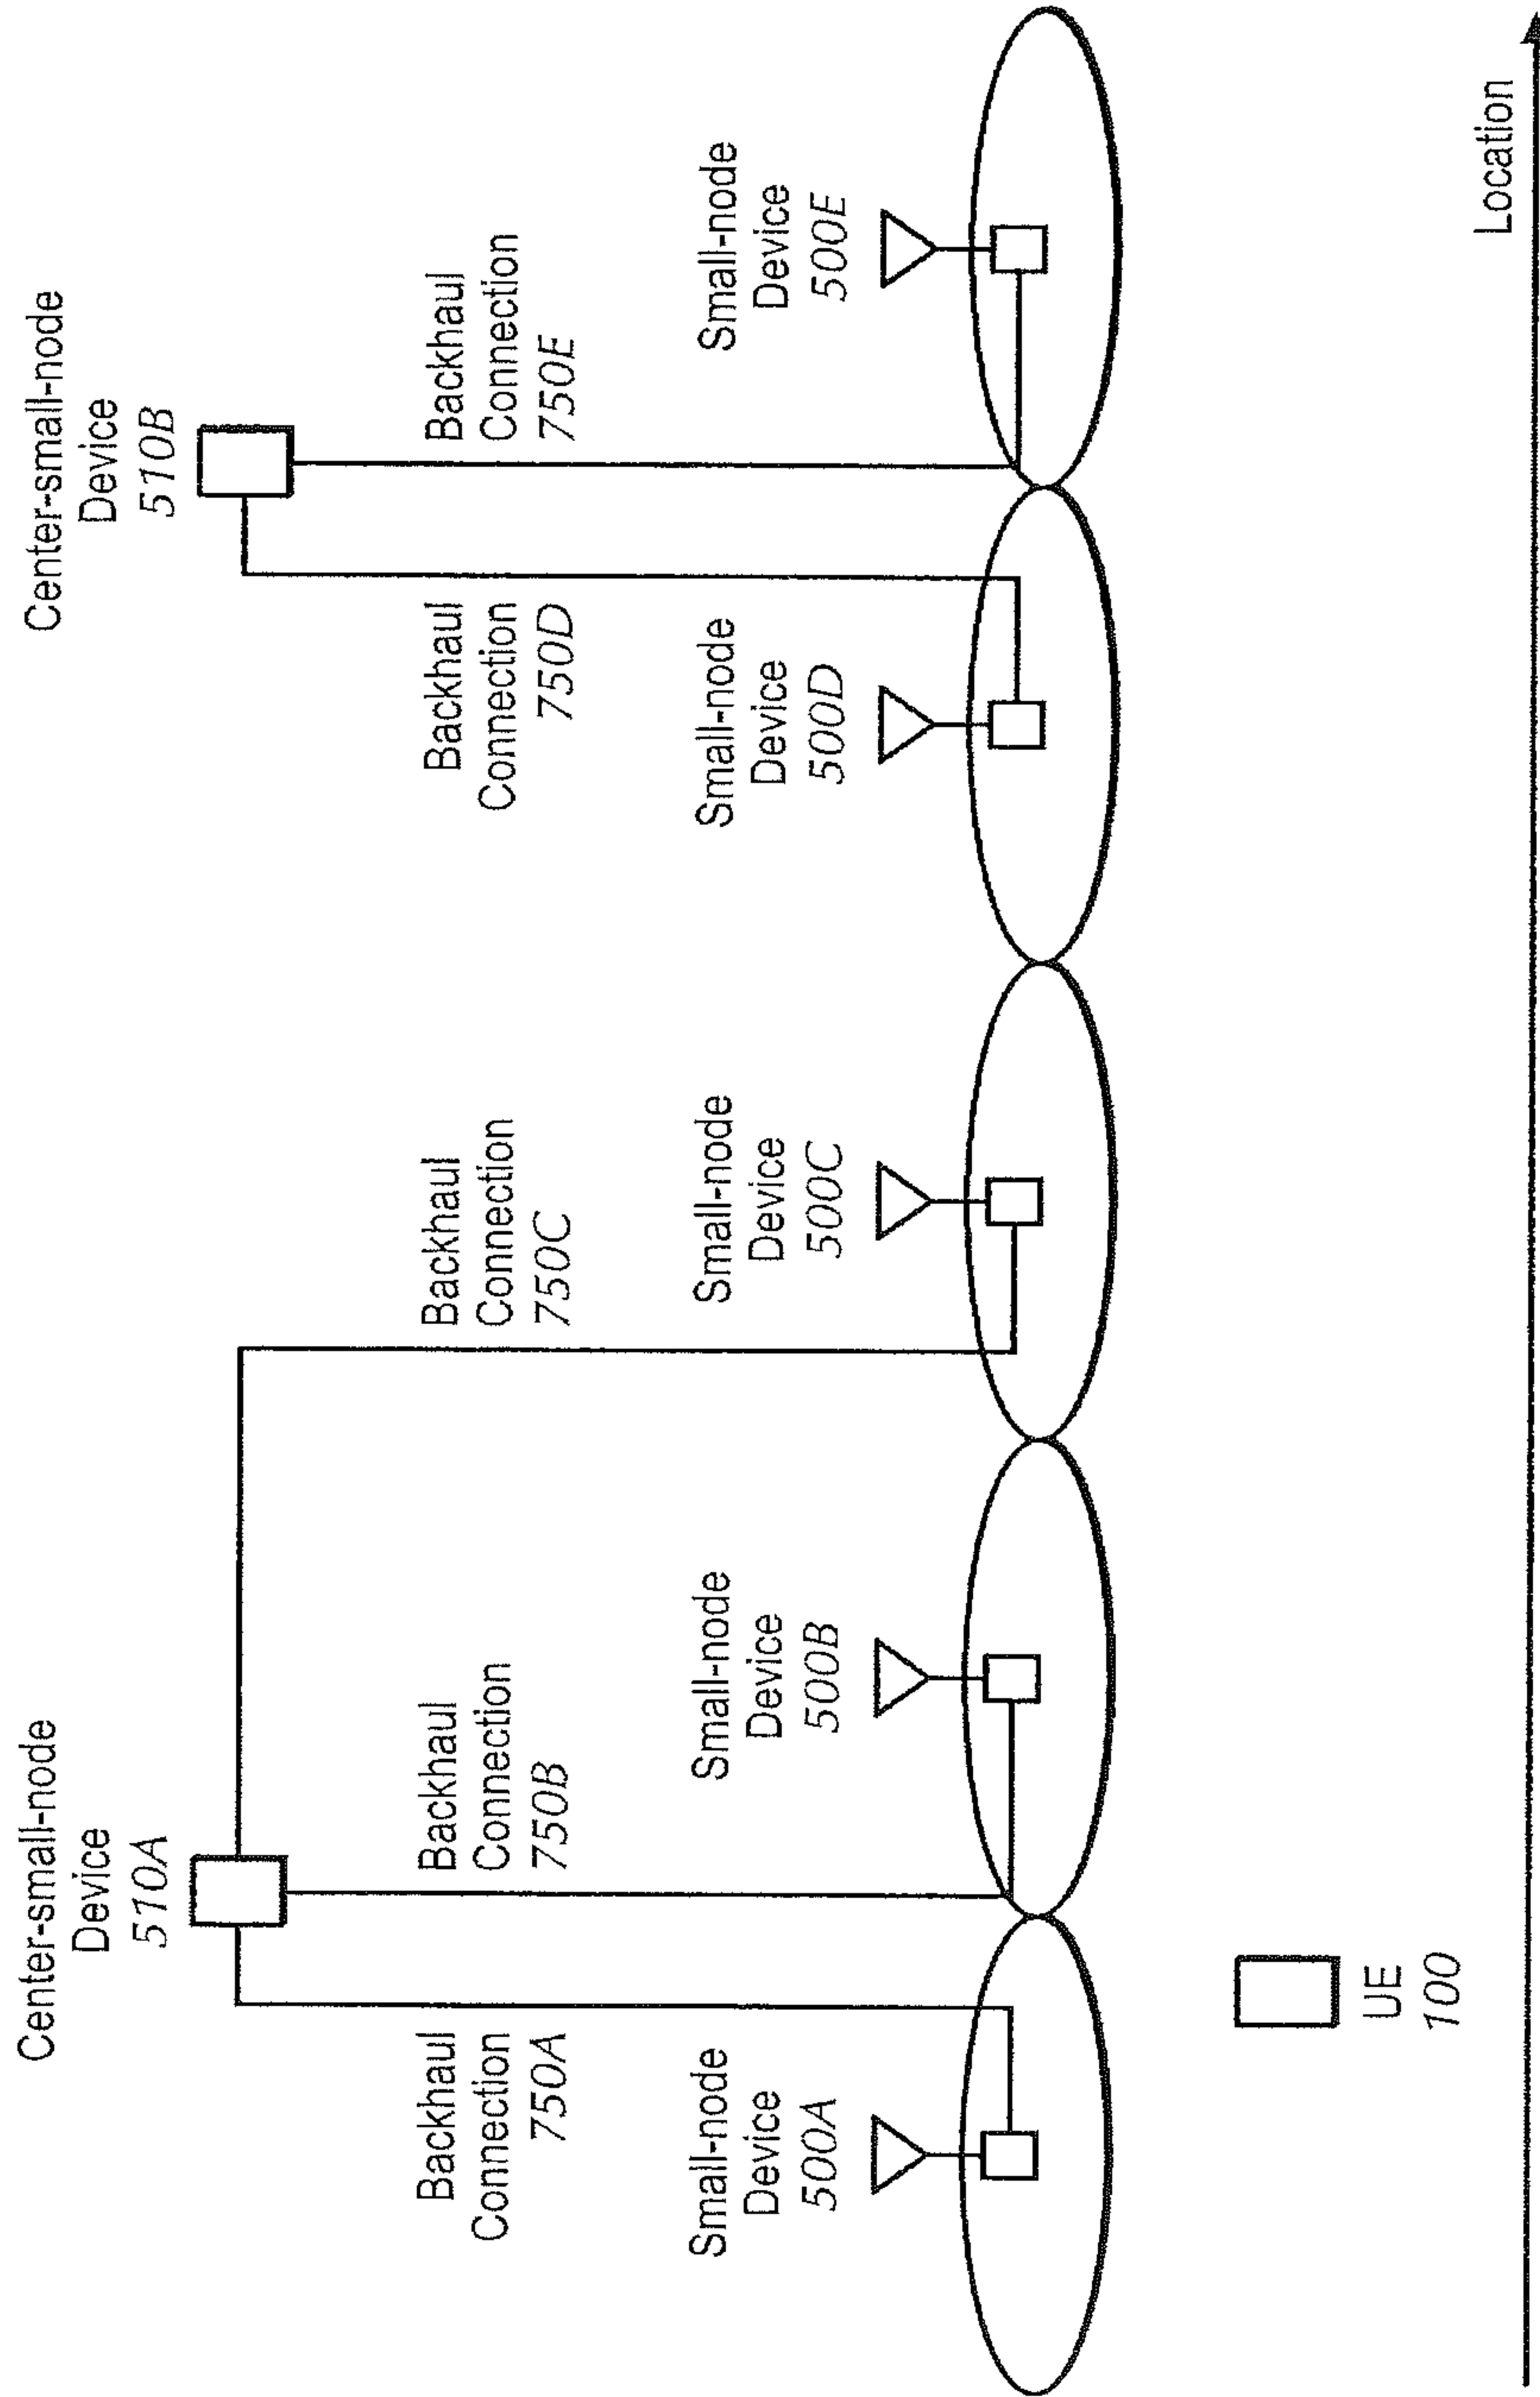 Center-small-node
Device
510A
Center-small-node
Device
510B
Backhaul
Connection
750A
Backhaul
Connection
750B
Backhaul
Connection
750C
Backhaul
Connection
750D
Backhaul
Connection
750E
Small-node
Device
500A
Small-node
Device
500B
Small-node
Device
500C
Small-node
Device
500D
Small-node
Device
500E
UE
100
Location